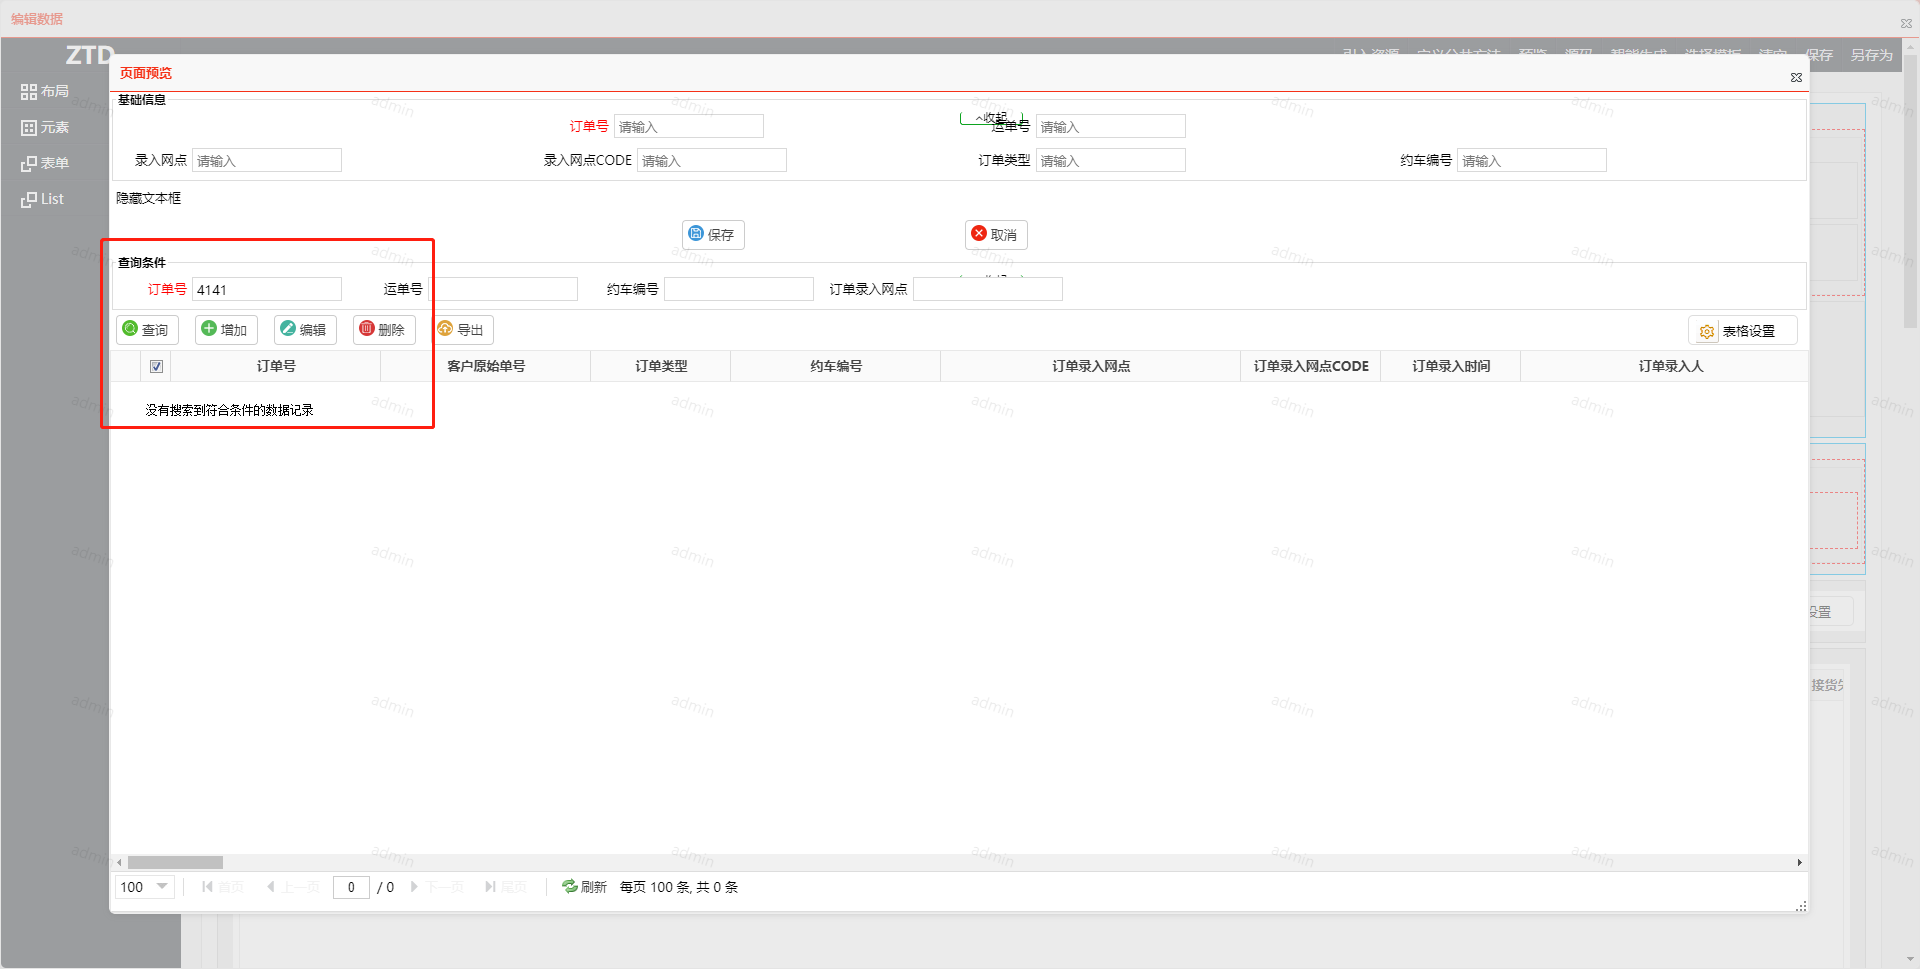 编辑数据
ZTD
保存 另存为
布局
元素
表单
List
页面预览
基础信息
^收起
订单号 请输入 运单号 请输入
录入网点 请输入 录入网点CODE 请输入 订单类型 请输入 约车编号 请输入
隐藏文本框
保存 取消
查询条件
订单号 4141 运单号 约车编号 订单录入网点
查询 增加 编辑 删除 导出 表格设置
订单号 客户原始单号 订单类型 约车编号 订单录入网点 订单录入网点CODE 订单录入时间 订单录入人
没有搜索到符合条件的数据记录
设置
接货
100 首页 上一页 0 / 0 下一页 尾页 刷新 每页 100 条, 共 0 条
admin